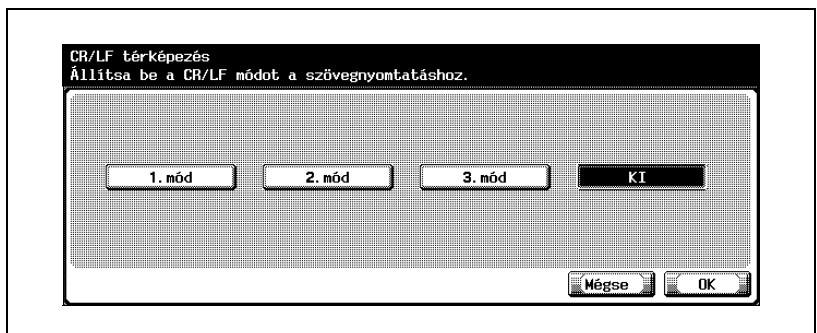 CR/LF térképezés
Állítsa be a CR/LF módot a szövegnyomtatáshoz.
1. mód 2. mód 3. mód KI
Mégse OK